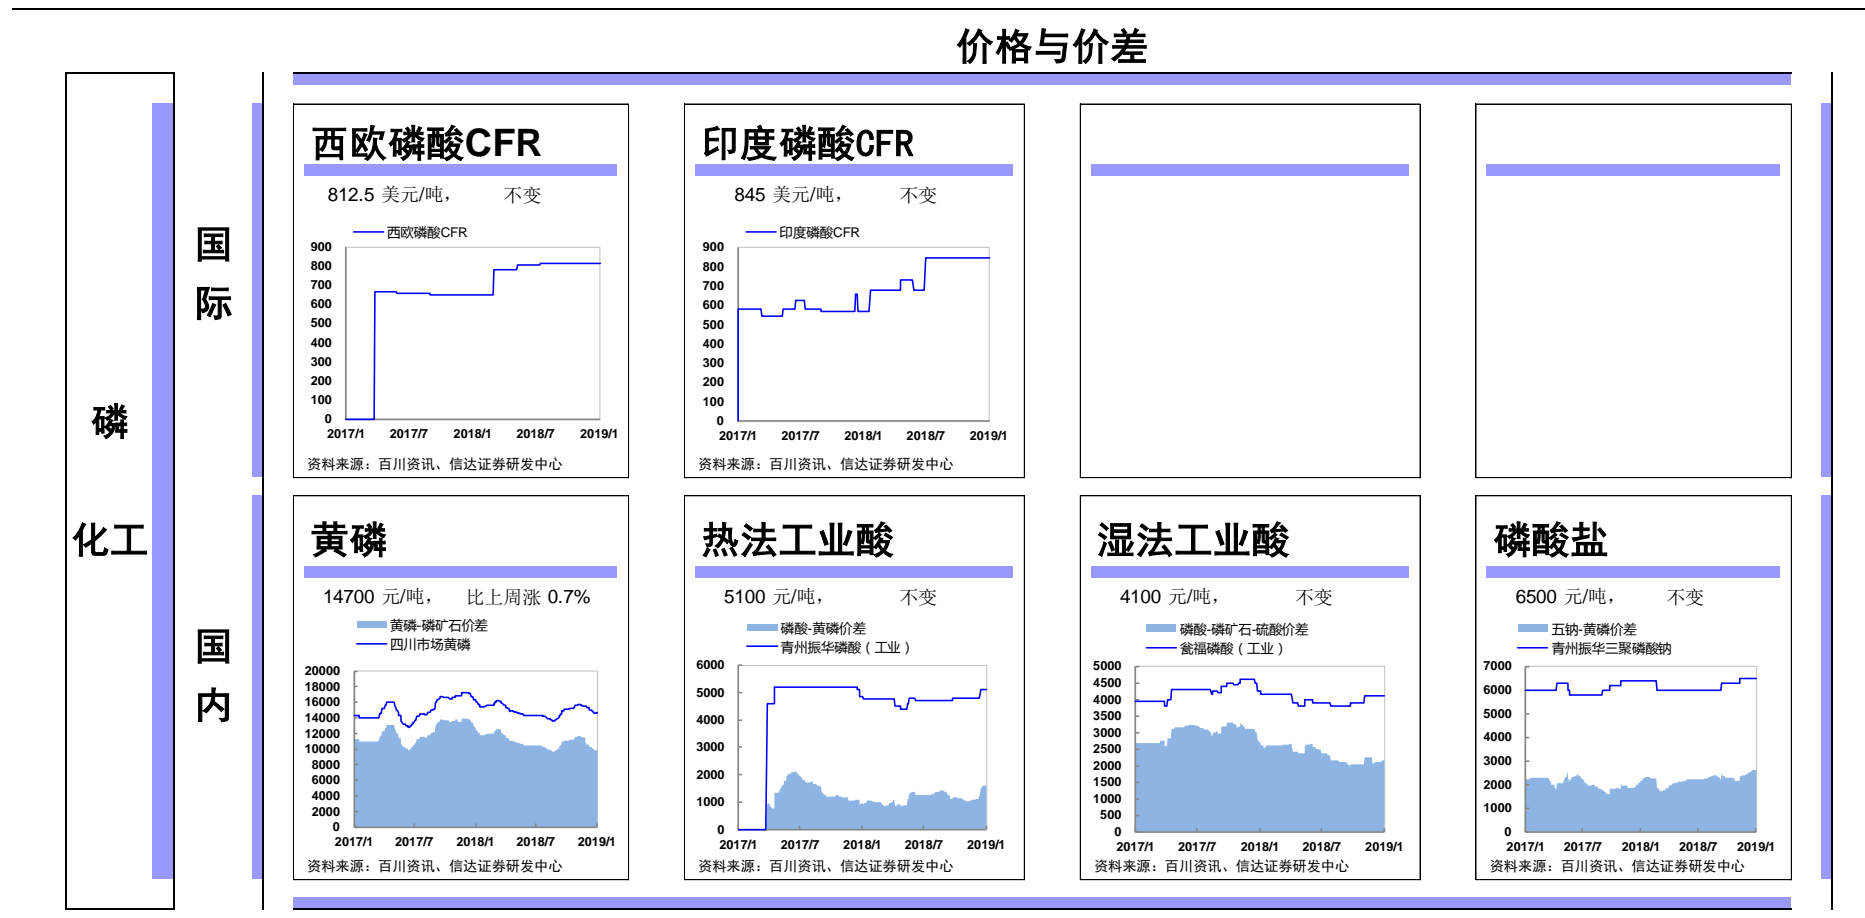 价格与价差
磷
化工
国
际
西欧磷酸CFR
812.5 美元/吨， 不变
西欧磷酸CFR
900
800
700
600
500
400
300
200
100
0
2017/1 2017/7 2018/1 2018/7 2019/1
资料来源：百川资讯、信达证券研发中心
印度磷酸CFR
845 美元/吨， 不变
印度磷酸CFR
900
800
700
600
500
400
300
200
100
0
2017/1 2017/7 2018/1 2018/7 2019/1
资料来源：百川资讯、信达证券研发中心
国
内
黄磷
14700 元/吨， 比上周涨 0.7%
黄磷-磷矿石价差
四川市场黄磷
20000
18000
16000
14000
12000
10000
8000
6000
4000
2000
0
2017/1 2017/7 2018/1 2018/7 2019/1
资料来源：百川资讯、信达证券研发中心
热法工业酸
5100 元/吨， 不变
磷酸-黄磷价差
青州振华磷酸（工业）
6000
5000
4000
3000
2000
1000
0
2017/1 2017/7 2018/1 2018/7 2019/1
资料来源：百川资讯、信达证券研发中心
湿法工业酸
4100 元/吨， 不变
磷酸-磷矿石-硫酸价差
瓮福磷酸（工业）
5000
4500
4000
3500
3000
2500
2000
1500
1000
500
0
2017/1 2017/7 2018/1 2018/7 2019/1
资料来源：百川资讯、信达证券研发中心
磷酸盐
6500 元/吨， 不变
五钠-黄磷价差
青州振华三聚磷酸钠
7000
6000
5000
4000
3000
2000
1000
0
2017/1 2017/7 2018/1 2018/7 2019/1
资料来源：百川资讯、信达证券研发中心